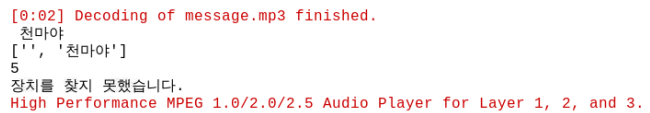 [0:02] Decoding of message.mp3 finished.
천마야
['', '천마야']
5
장치를 찾지 못했습니다.
High Performance MPEG 1.0/2.0/2.5 Audio Player for Layer 1, 2, and 3.